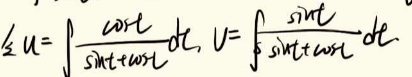 令 u = ∫ cost/(sint+cost) dt, v = ∫ sint/(sint+cost) dt